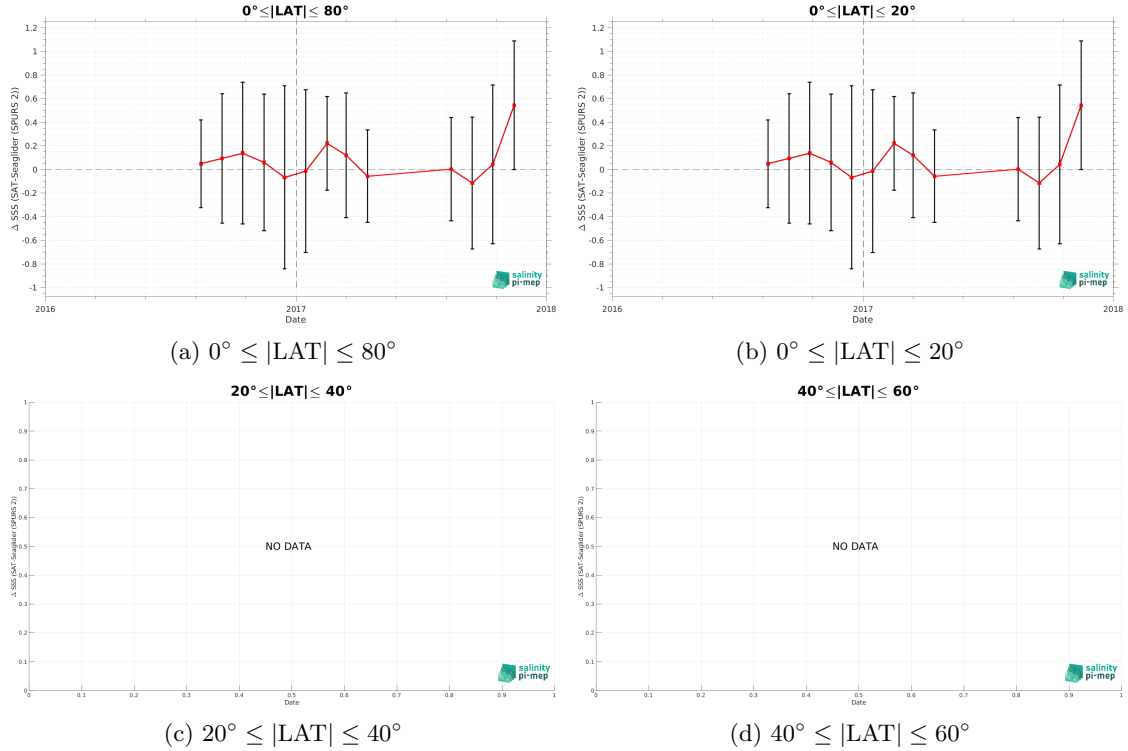 0°≤|LAT|≤ 80°
Δ SSS (SAT-Seaglider (SPURS 2))
1.2
1
0.8
0.6
0.4
0.2
0
-0.2
-0.4
-0.6
-0.8
-1
2016
2017
2018
Date
salinity
pi-mep
(a) 0° ≤ |LAT| ≤ 80°
0°≤|LAT|≤ 20°
Δ SSS (SAT-Seaglider (SPURS 2))
1.2
1
0.8
0.6
0.4
0.2
0
-0.2
-0.4
-0.6
-0.8
-1
2016
2017
2018
Date
salinity
pi-mep
(b) 0° ≤ |LAT| ≤ 20°
20°≤|LAT|≤ 40°
Δ SSS (SAT-Seaglider (SPURS 2))
1
0.9
0.8
0.7
0.6
0.5
0.4
0.3
0.2
0.1
0
NO DATA
0 0.1 0.2 0.3 0.4 0.5 0.6 0.7 0.8 0.9 1
Date
salinity
pi-mep
(c) 20° ≤ |LAT| ≤ 40°
40°≤|LAT|≤ 60°
Δ SSS (SAT-Seaglider (SPURS 2))
1
0.9
0.8
0.7
0.6
0.5
0.4
0.3
0.2
0.1
0
NO DATA
0 0.1 0.2 0.3 0.4 0.5 0.6 0.7 0.8 0.9 1
Date
salinity
pi-mep
(d) 40° ≤ |LAT| ≤ 60°